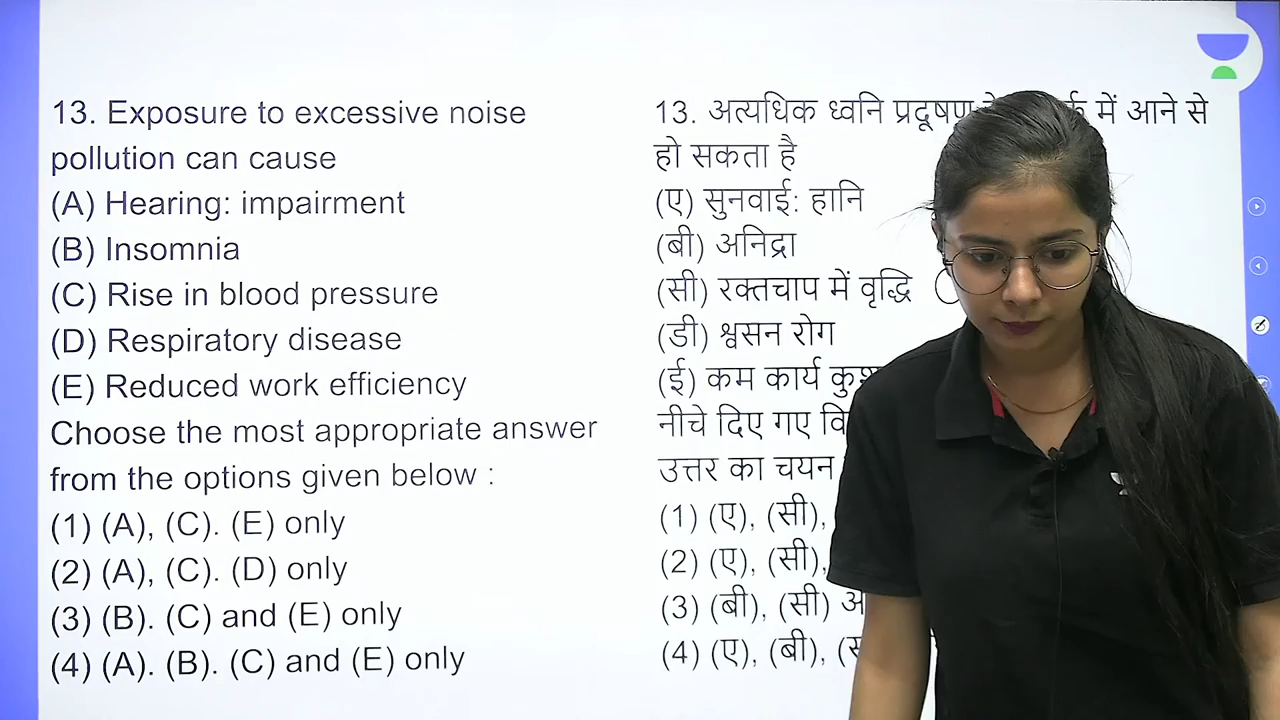 13. Exposure to excessive noise
pollution can cause
(A) Hearing: impairment
(B) Insomnia
(C) Rise in blood pressure
(D) Respiratory disease
(E) Reduced work efficiency
Choose the most appropriate answer
from the options given below :
(1) (A), (C). (E) only
(2) (A), (C). (D) only
(3) (B). (C) and (E) only
(4) (A). (B). (C) and (E) only
13. अत्यधिक ध्वनि प्रदूषण में आने से
हो सकता है
(ए) सुनवाई: हानि
(बी) अनिद्रा
(सी) रक्तचाप में वृद्धि
(डी) श्वसन रोग
(ई) कम कार्य
नीचे दिए गए
उत्तर का चयन
(1) (ए), (सी),
(2) (ए), (सी),
(3) (बी), (सी)
(4) (ए), (बी),